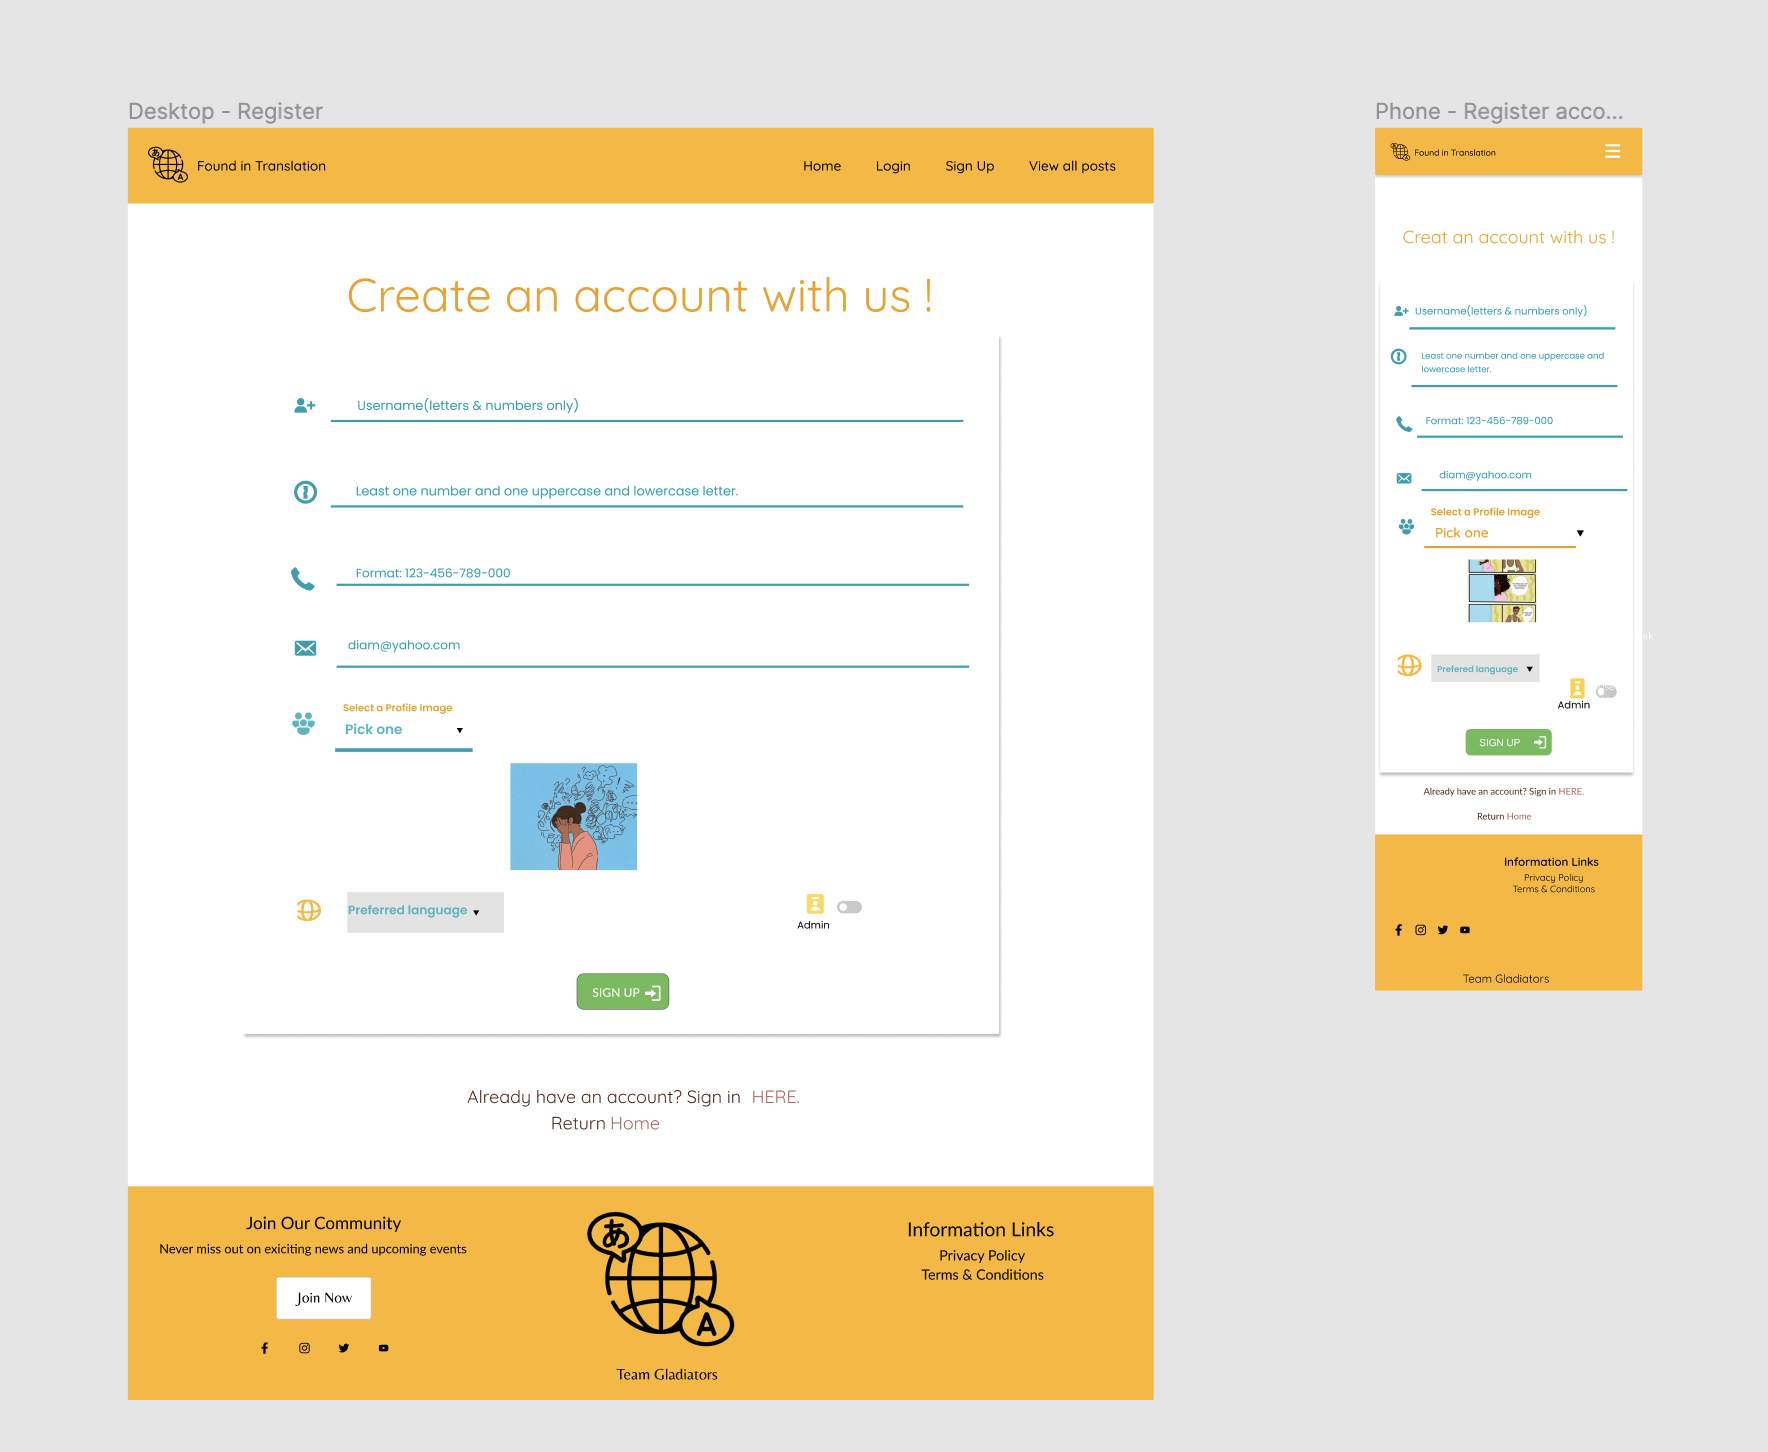 Desktop - Register
Found in Translation
Home
Login
Sign Up
View all posts
Create an account with us !
Username(letters & numbers only)
Least one number and one uppercase and lowercase letter.
Format: 123-456-789-000
diam@yahoo.com
Select a Profile Image
Pick one
Preferred language
Admin
SIGN UP
Already have an account? Sign in HERE.
Return Home
Join Our Community
Never miss out on exiciting news and upcoming events
Join Now
あ
A
Team Gladiators
Information Links
Privacy Policy
Terms & Conditions
Phone - Register acco...
Found in Translation
Creat an account with us !
Username(letters & numbers only)
Least one number and one uppercase and
lowercase letter.
Format: 123-456-789-000
diam@yahoo.com
Select a Profile Image
Pick one
Prefered language
Admin
SIGN UP
Already have an account? Sign in HERE.
Return Home
Information Links
Privacy Policy
Terms & Conditions
Team Gladiators